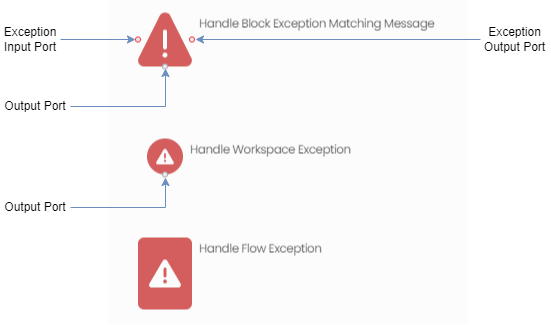 Handle Block Exception Matching Message
Exception
Input Port
Exception
Output Port
Output Port
Handle Workspace Exception
Output Port
Handle Flow Exception